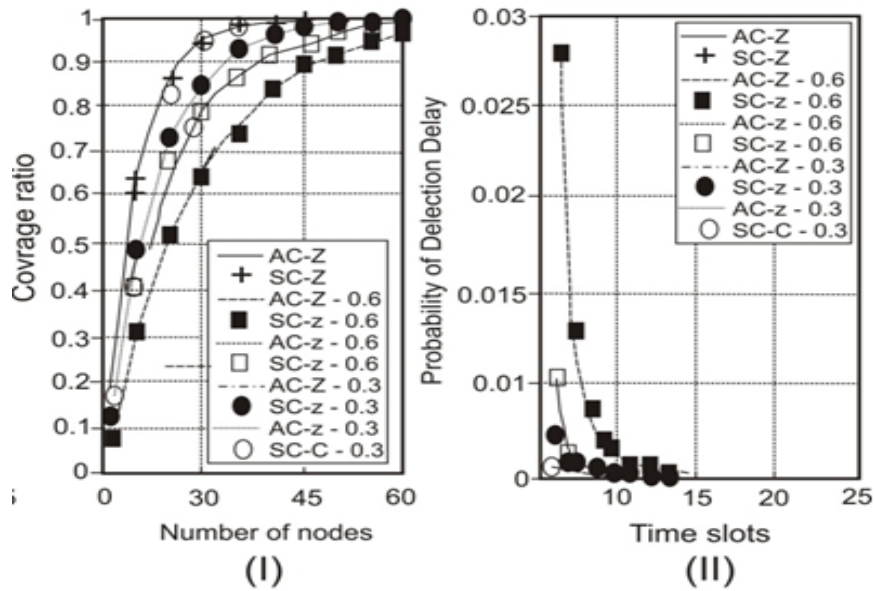 Covrage ratio
1
0.9
0.8
0.7
0.6
0.5
0.4
0.3
0.2
0.1
0
0 30 45 60
Number of nodes
(I)
AC-Z
SC-Z
AC-Z - 0.6
SC-z - 0.6
AC-z - 0.6
SC-z - 0.6
AC-Z - 0.3
SC-z - 0.3
AC-z - 0.3
SC-C - 0.3
s
Probability of Delection Delay
0.03
0.025
0.02
0.015
0.01
0
10 15 20 25
Time slots
(II)
AC-Z
SC-Z
AC-Z - 0.6
SC-z - 0.6
AC-z - 0.6
SC-z - 0.6
AC-Z - 0.3
SC-z - 0.3
AC-z - 0.3
SC-C - 0.3